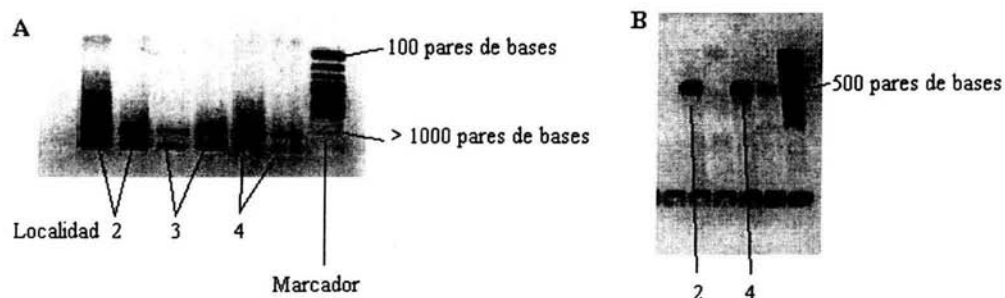 A
100 pares de bases
> 1000 pares de bases
Localidad 2 3 4
Marcador
B
500 pares de bases
2 4